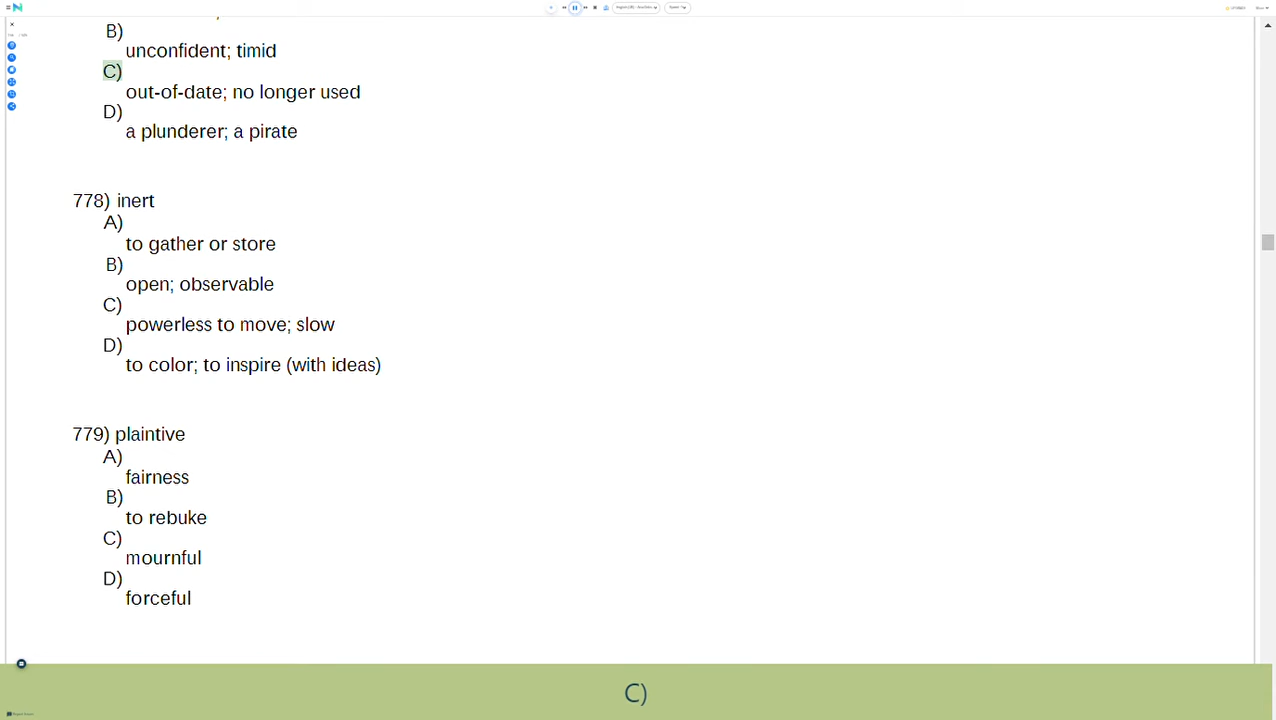 B)
unconfident; timid
C)
out-of-date; no longer used
D)
a plunderer; a pirate
778) inert
A)
to gather or store
B)
open; observable
C)
powerless to move; slow
D)
to color; to inspire (with ideas)
779) plaintive
A)
fairness
B)
to rebuke
C)
mournful
D)
forceful
C)